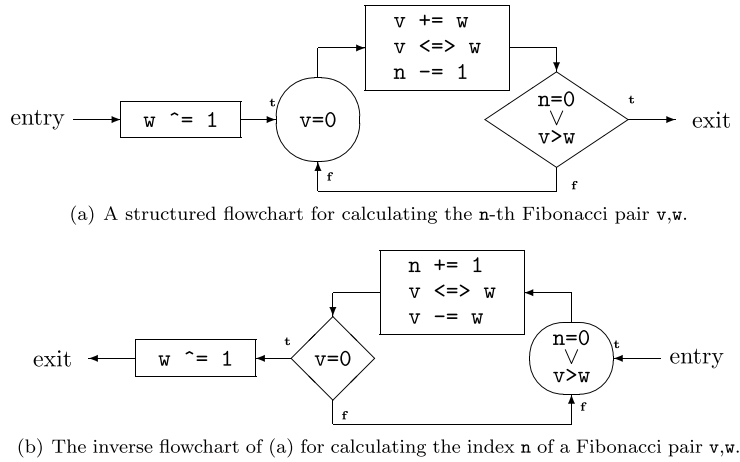 v += w
v <=> w
n -= 1
entry
w ^= 1
t
v=0
n=0
∨
v>w
t
exit
f
f
(a) A structured flowchart for calculating the n-th Fibonacci pair v,w.
n += 1
v <=> w
v -= w
exit
w ^= 1
t
v=0
n=0
∨
v>w
t
entry
f
f
(b) The inverse flowchart of (a) for calculating the index n of a Fibonacci pair v,w.